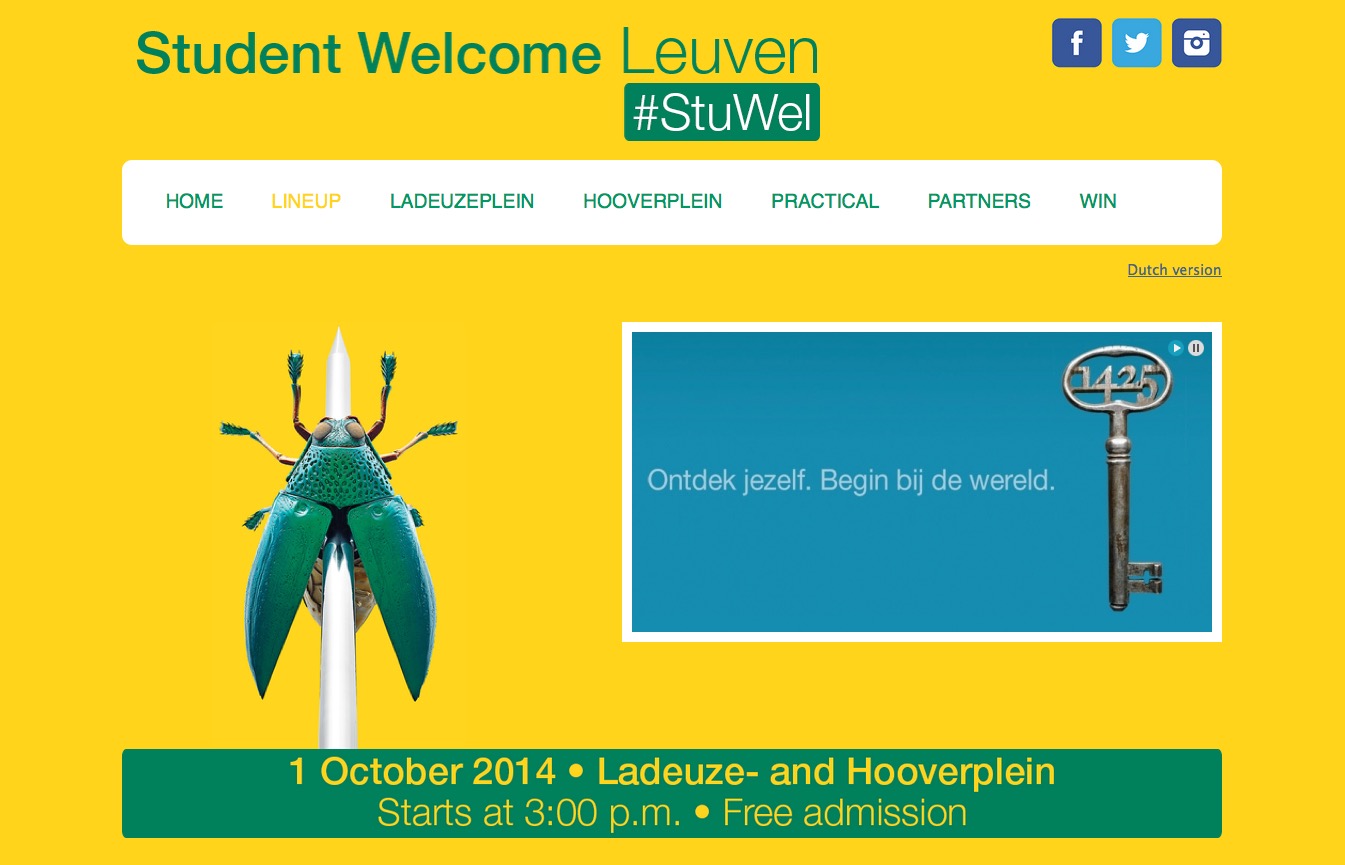 Student Welcome Leuven
#StuWel
HOME LINEUP LADEUZEPLEIN HOOVERPLEIN PRACTICAL PARTNERS WIN
Dutch version
1425
Ontdek jezelf. Begin bij de wereld.
1 October 2014 • Ladeuze- and Hooverplein
Starts at 3:00 p.m. • Free admission